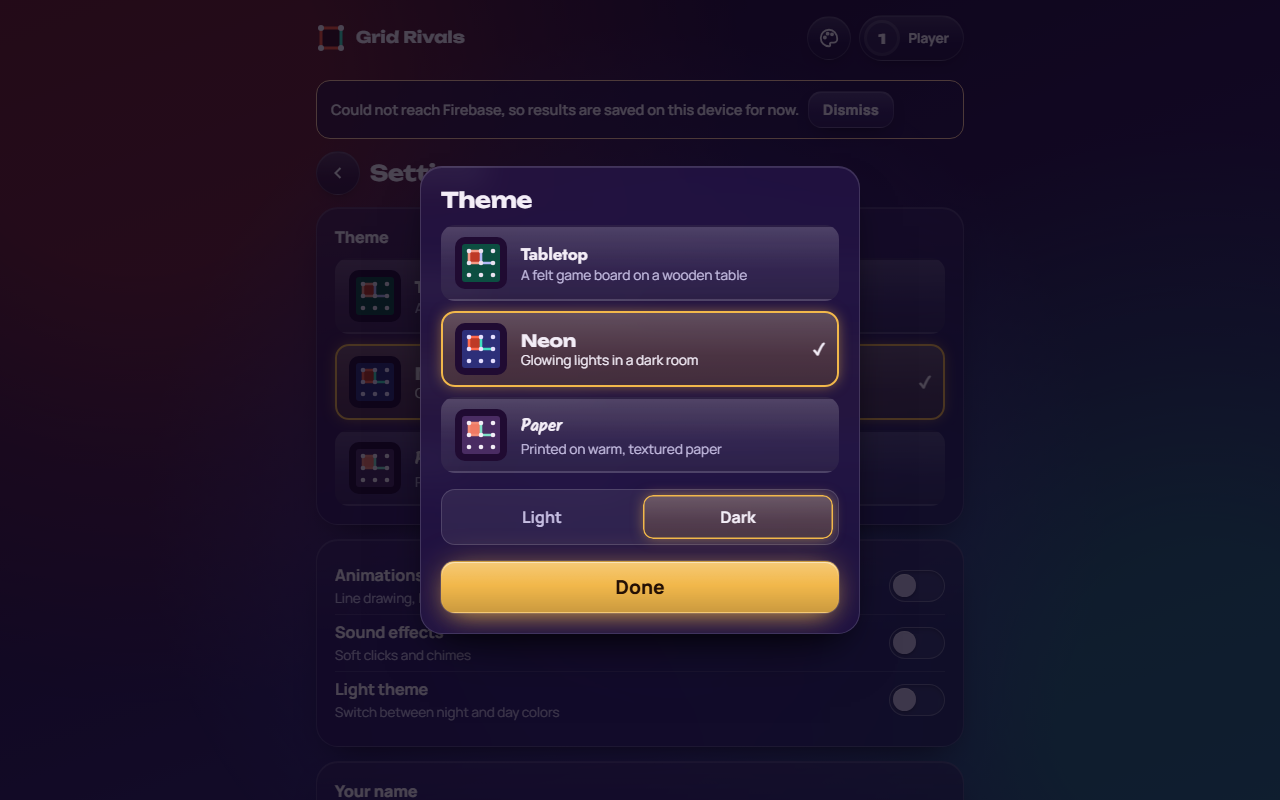 Grid Rivals
1 Player
Could not reach Firebase, so results are saved on this device for now. Dismiss
Theme
Theme
Tabletop
A felt game board on a wooden table
Neon
Glowing lights in a dark room
Paper
Printed on warm, textured paper
Light Dark
Done
Animations
Line drawing,
Sound effects
Soft clicks and chimes
Light theme
Switch between night and day colors
Your name